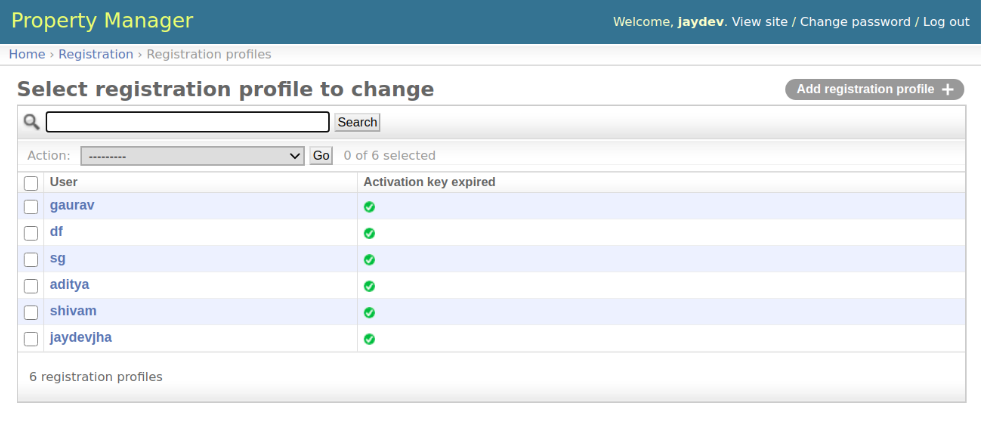 Property Manager
Welcome, jaydev. View site / Change password / Log out
Home › Registration › Registration profiles
Select registration profile to change
Add registration profile +
Search
Action: --------- Go 0 of 6 selected
User Activation key expired
gaurav
df
sg
aditya
shivam
jaydevjha
6 registration profiles